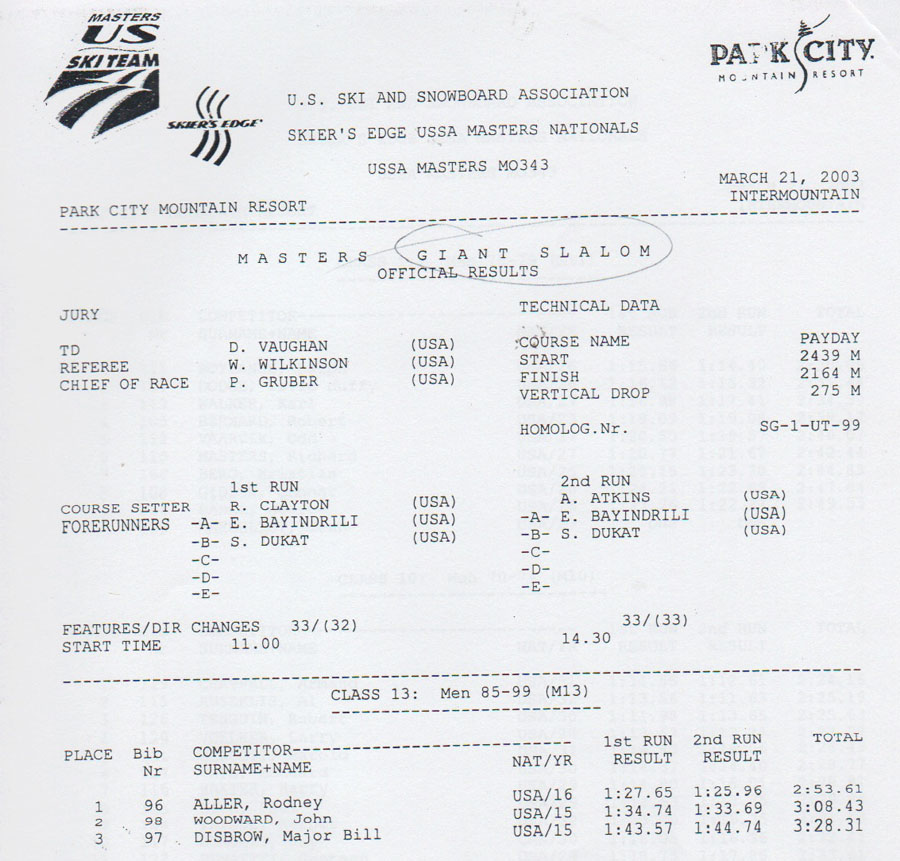 MASTERS
US
SKI TEAM
PARK CITY.
MOUNTAIN RESORT
SKIER'S EDGE
U.S. SKI AND SNOWBOARD ASSOCIATION
SKIER'S EDGE USSA MASTERS NATIONALS
USSA MASTERS MO343
MARCH 21, 2003
PARK CITY MOUNTAIN RESORT INTERMOUNTAIN
MASTERS GIANT SLALOM
OFFICIAL RESULTS
JURY TECHNICAL DATA
TD D. VAUGHAN (USA) COURSE NAME PAYDAY
REFEREE W. WILKINSON (USA) START 2439 M
CHIEF OF RACE P. GRUBER (USA) FINISH 2164 M
VERTICAL DROP 275 M
HOMOLOG.Nr. SG-1-UT-99
1st RUN 2nd RUN
COURSE SETTER R. CLAYTON (USA) A. ATKINS (USA)
FORERUNNERS -A- E. BAYINDRILI (USA) -A- E. BAYINDRILI (USA)
-B- S. DUKAT (USA) -B- S. DUKAT (USA)
-C- -C-
-D- -D-
-E- -E-
FEATURES/DIR CHANGES 33/(32) 33/(33)
START TIME 11.00 14.30
CLASS 13: Men 85-99 (M13)
PLACE Bib COMPETITOR NAT/YR 1st RUN 2nd RUN TOTAL
Nr SURNAME+NAME RESULT RESULT
1 96 ALLER, Rodney USA/16 1:27.65 1:25.96 2:53.61
2 98 WOODWARD, John USA/15 1:34.74 1:33.69 3:08.43
3 97 DISBROW, Major Bill USA/15 1:43.57 1:44.74 3:28.31